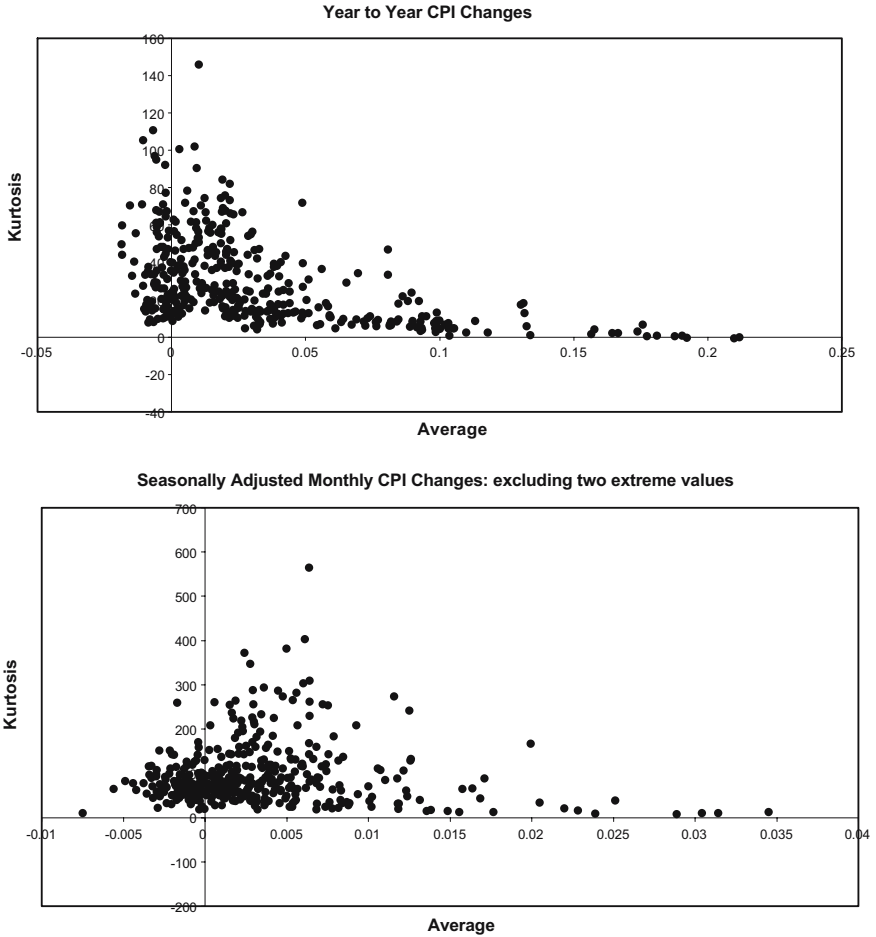 Year to Year CPI Changes
160
140
120
100
80
60
40
20
0
-20
-40
-0.05 0 0.05 0.1 0.15 0.2 0.25
Kurtosis
Average
Seasonally Adjusted Monthly CPI Changes: excluding two extreme values
700
600
500
400
300
200
100
0
-100
-200
-0.01 -0.005 0 0.005 0.01 0.015 0.02 0.025 0.03 0.035 0.04
Kurtosis
Average